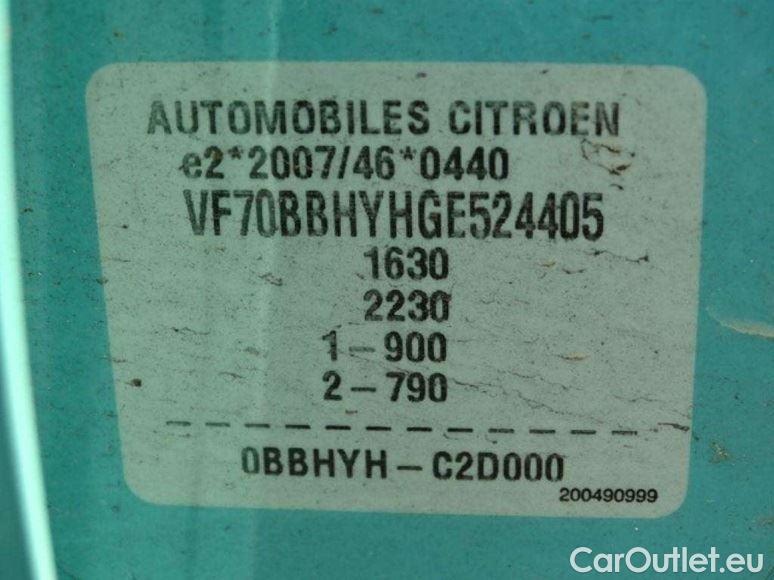 AUTOMOBILES CITROEN
e2*2007/46*0440
VF70BBHYHGE524405
1630
2230
1-900
2-790
0BBHYH-C2D000
200490999
CarOutlet.eu